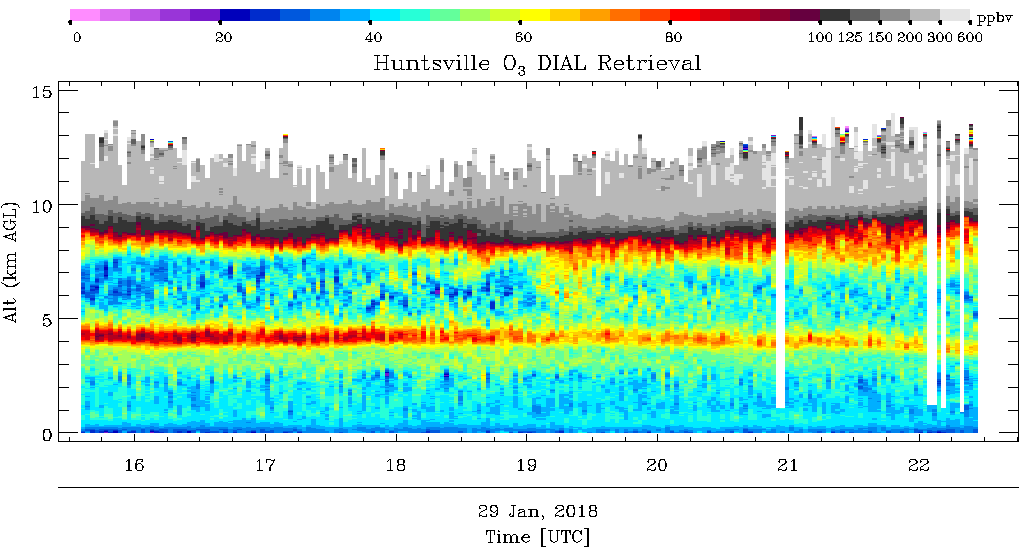 ppbv
0 20 40 60 80 100 125 150 200 300 600
Huntsville O₃ DIAL Retrieval
15
10
5
0
Alt (km AGL)
16 17 18 19 20 21 22
29 Jan, 2018
Time [UTC]